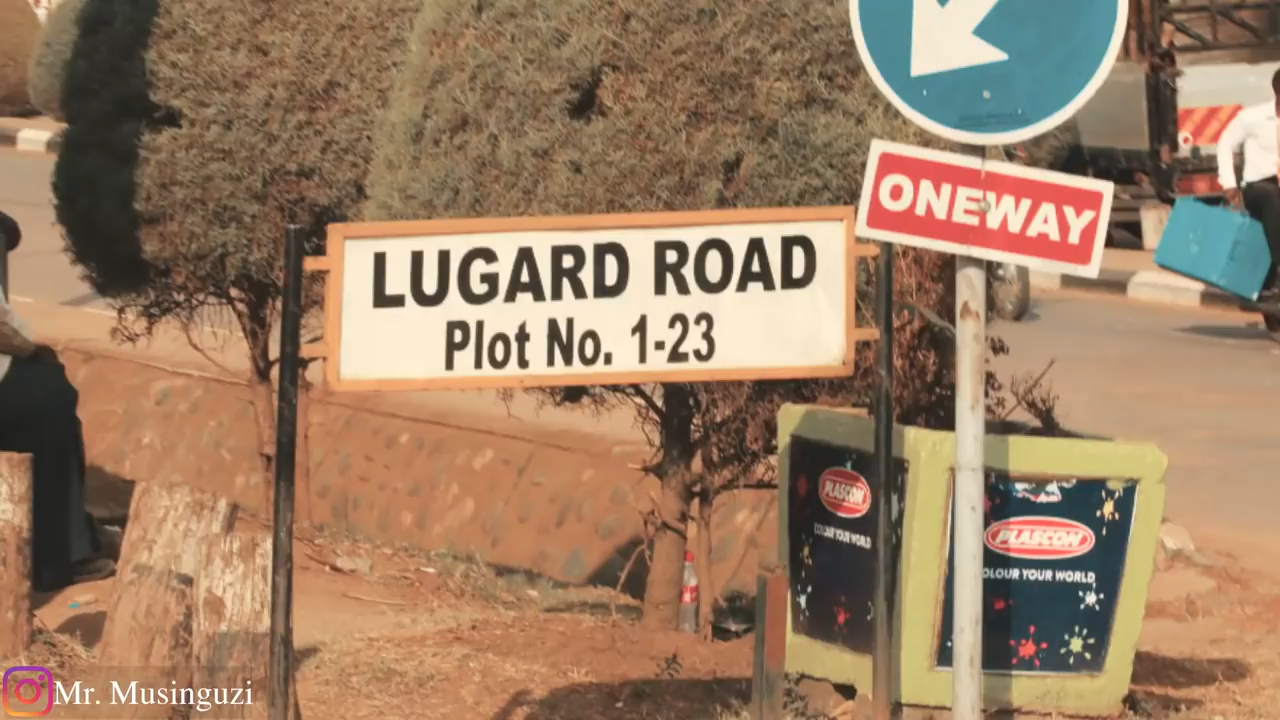 ONEWAY
LUGARD ROAD
Plot No. 1-23
PLASCON
COLOUR YOUR WORLD
PLASCON
OLOUR YOUR WORLD
Mr. Musinguzi